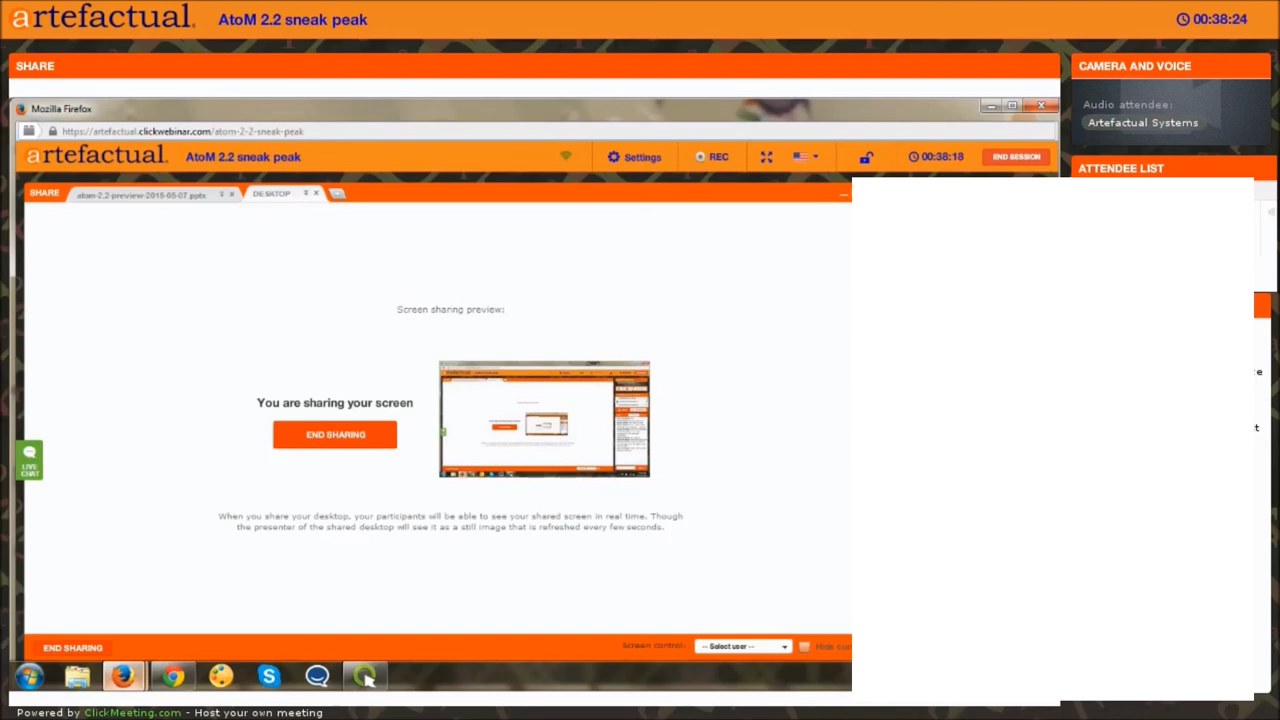 artefactual
AtoM 2.2 sneak peak
00:38:24
SHARE
CAMERA AND VOICE
Mozilla Firefox
Audio attendee:
Artefactual Systems
https://artefactual.clickwebinar.com/atom-2-2-sneak-peak
artefactual.
AtoM 2.2 sneak peak
Settings
REC
00:38:18
END SESSION
ATTENDEE LIST
SHARE
atom-2.2-preview-2015-05-07.pptx
DESKTOP
Screen sharing preview:
You are sharing your screen
END SHARING
LIVE
CHAT
When you share your desktop, your participants will be able to see your shared screen in real time. Though
the presenter of the shared desktop will see it as a still image that is refreshed every few seconds.
END SHARING
Screen control:
-- Select user --
Hide cur
Powered by ClickMeeting.com - Host your own meeting